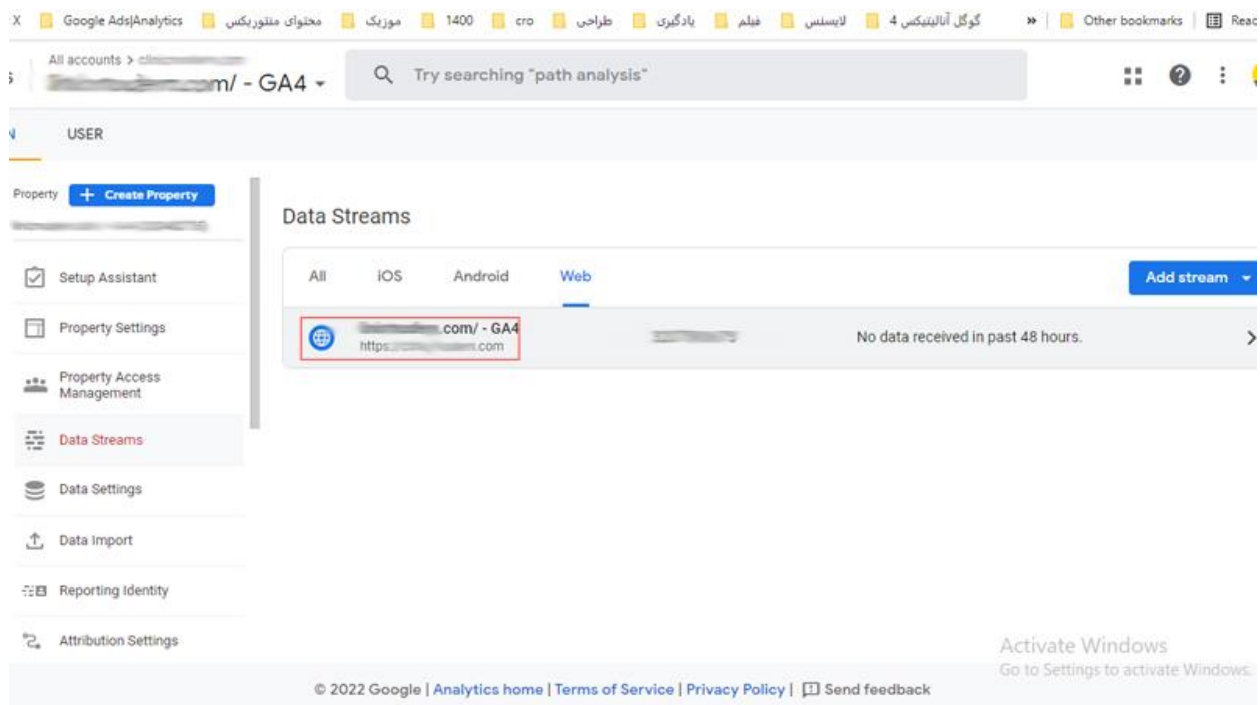 X Google Ads|Analytics محتوای منتوریکس موزیک 1400 cro طراحی یادگیری فیلم لایسنس گوگل آنالیتیکس 4 » Other bookmarks Reac
All accounts >
m/ - GA4
Try searching "path analysis"
USER
Property + Create Property
Data Streams
Setup Assistant
All iOS Android Web Add stream
Property Settings
.com/ - GA4
https: .com
No data received in past 48 hours.
Property Access
Management
Data Streams
Data Settings
Data Import
Reporting Identity
Attribution Settings
Activate Windows
Go to Settings to activate Windows.
© 2022 Google | Analytics home | Terms of Service | Privacy Policy | Send feedback